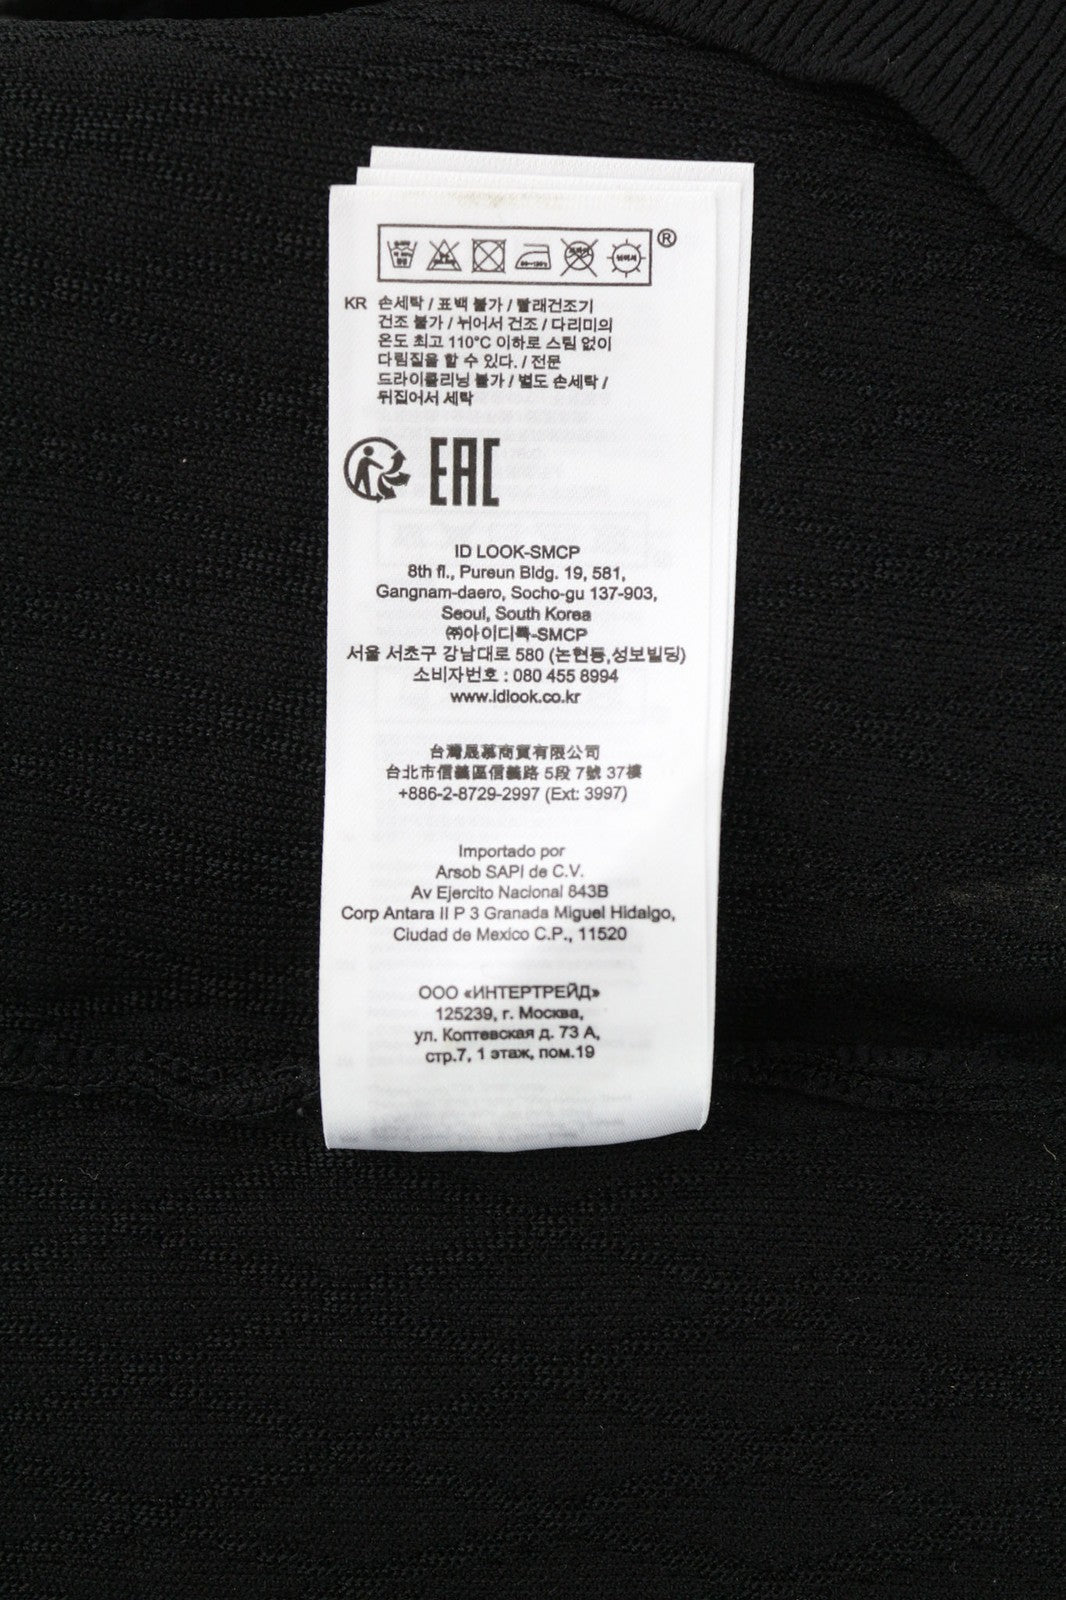 ®
KR 손세탁 / 표백 불가 / 빨래건조기
건조 불가 / 뉘어서 건조 / 다리미의
온도 최고 110°C 이하로 스팀 없이
다림질을 할 수 있다. / 전문
드라이클리닝 불가 / 별도 손세탁 /
뒤집어서 세탁
EAC
ID LOOK-SMCP
8th fl., Pureun Bldg. 19, 581,
Gangnam-daero, Socho-gu 137-903,
Seoul, South Korea
㈜아이디룩-SMCP
서울 서초구 강남대로 580 (논현동,성보빌딩)
소비자번호 : 080 455 8994
www.idlook.co.kr
台灣晟慕商貿有限公司
台北市信義區信義路 5段 7號 37樓
+886-2-8729-2997 (Ext: 3997)
Importado por
Arsob SAPI de C.V.
Av Ejercito Nacional 843B
Corp Antara II P 3 Granada Miguel Hidalgo,
Ciudad de Mexico C.P., 11520
ООО «ИНТЕРТРЕЙД»
125239, г. Москва,
ул. Коптевская д. 73 А,
стр.7, 1 этаж, пом.19